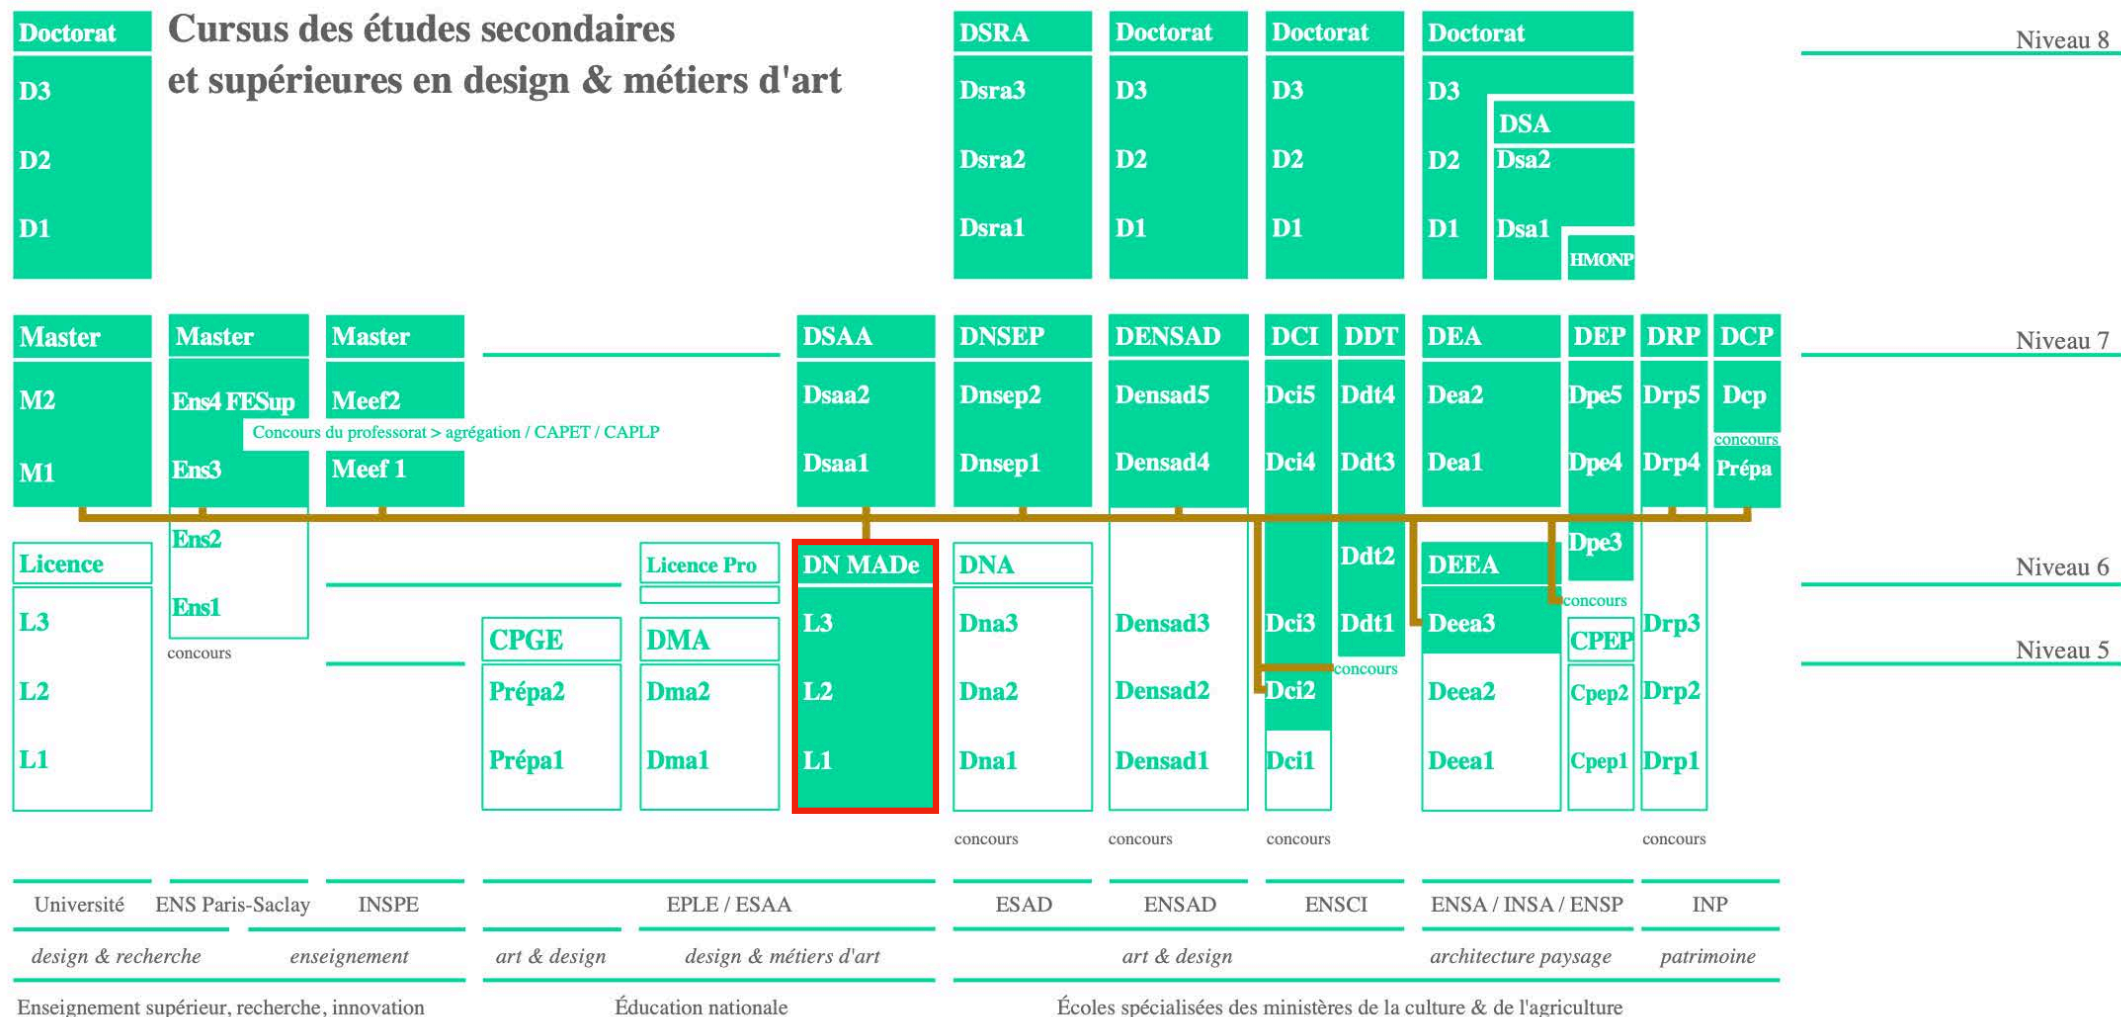 Cursus des études secondaires
et supérieures en design & métiers d'art
Doctorat
D3
D2
D1
DSRA
Dsra3
Dsra2
Dsra1
Doctorat
D3
D2
D1
Doctorat
D3
D2
D1
Doctorat
D3
D2
D1
DSA
Dsa2
Dsa1
HMONP
Niveau 8
Master
M2
M1
Master
Ens4 FESup
Ens3
Ens2
Ens1
concours
Master
Meef2
Concours du professorat > agrégation / CAPET / CAPLP
Meef 1
DSAA
Dsaa2
Dsaa1
DNSEP
Dnsep2
Dnsep1
DENSAD
Densad5
Densad4
Densad3
Densad2
Densad1
concours
DCI
Dci5
Dci4
Dci3
Dci2
Dci1
concours
DDT
Ddt4
Ddt3
Ddt2
Ddt1
concours
DEA
Dea2
Dea1
DEP
Dpe5
Dpe4
Dpe3
concours
DRP
Drp5
Drp4
Drp3
Drp2
Drp1
concours
DCP
Dcp
concours
Prépa
Niveau 7
Licence
L3
L2
L1
CPGE
Prépa2
Prépa1
Licence Pro
DMA
Dma2
Dma1
DN MADe
L3
L2
L1
DNA
Dna3
Dna2
Dna1
concours
DEEA
Deea3
Deea2
Deea1
CPEP
Cpep2
Cpep1
Niveau 6
Niveau 5
Université
ENS Paris-Saclay
INSPE
EPLE / ESAA
ESAD
ENSAD
ENSCI
ENSA / INSA / ENSP
INP
design & recherche
enseignement
art & design
design & métiers d'art
art & design
architecture paysage
patrimoine
Enseignement supérieur, recherche, innovation
Éducation nationale
Écoles spécialisées des ministères de la culture & de l'agriculture